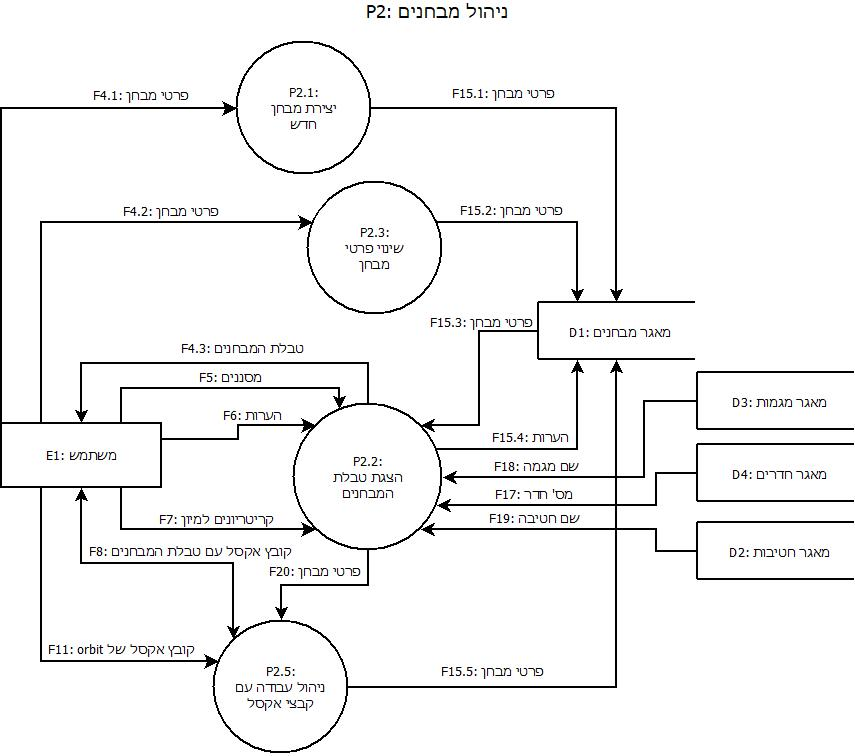 P2: ניהול מבחנים
F4.1: פרטי מבחן
P2.1:
יצירת מבחן
חדש
F15.1: פרטי מבחן
F4.2: פרטי מבחן
P2.3:
שינוי פרטי
מבחן
F15.2: פרטי מבחן
F15.3: פרטי מבחן
D1: מאגר מבחנים
F4.3: טבלת המבחנים
F5: מסננים
F6: הערות
E1: משתמש
P2.2:
הצגת טבלת
המבחנים
F15.4: הערות
D3: מאגר מגמות
F18: שם מגמה
D4: מאגר חדרים
F17: מס' חדר
F19: שם חטיבה
D2: מאגר חטיבות
F7: קריטריונים למיון
F8: קובץ אקסל עם טבלת המבחנים
F20: פרטי מבחן
F11: קובץ אקסל של orbit
P2.5:
ניהול עבודה עם
קבצי אקסל
F15.5: פרטי מבחן